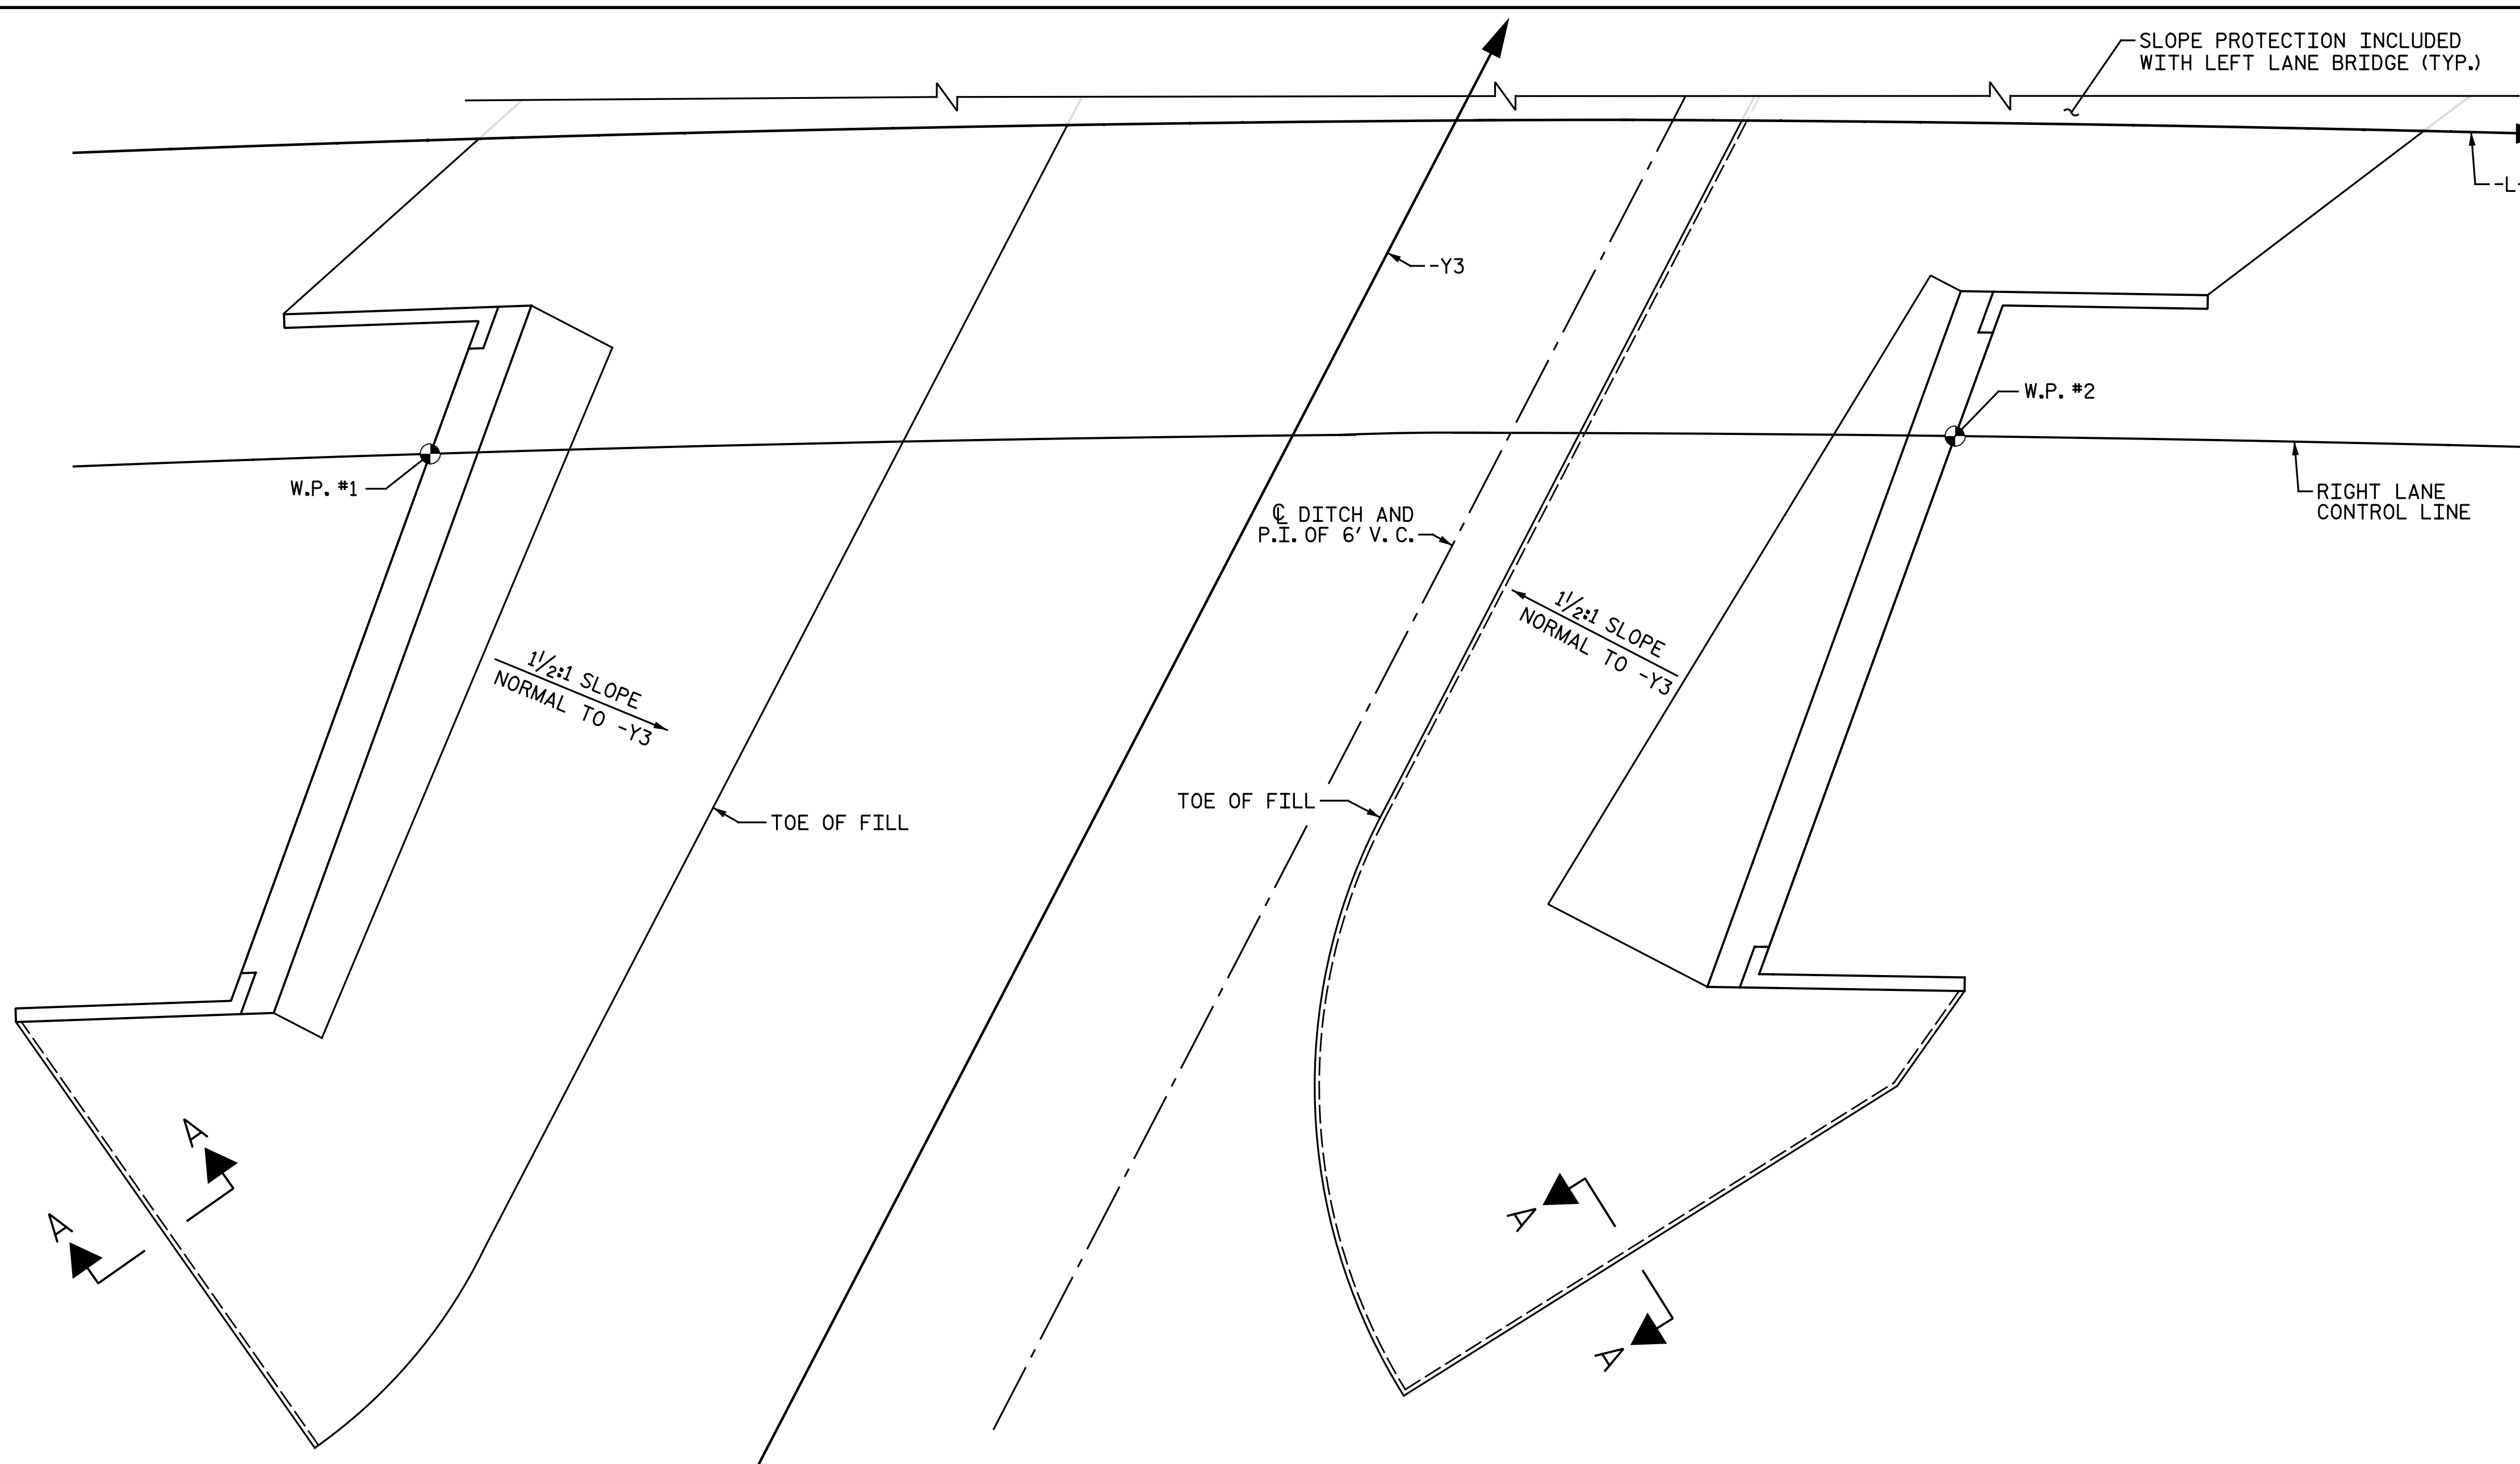 SLOPE PROTECTION INCLUDED
WITH LEFT LANE BRIDGE (TYP.)
-L-
-Y3
W.P. #2
W.P. #1
RIGHT LANE
CONTROL LINE
℄ DITCH AND
P.I. OF 6' V.C.
1½:1 SLOPE
NORMAL TO -Y3
1½:1 SLOPE
NORMAL TO -Y3
TOE OF FILL
TOE OF FILL
A
A
A
A